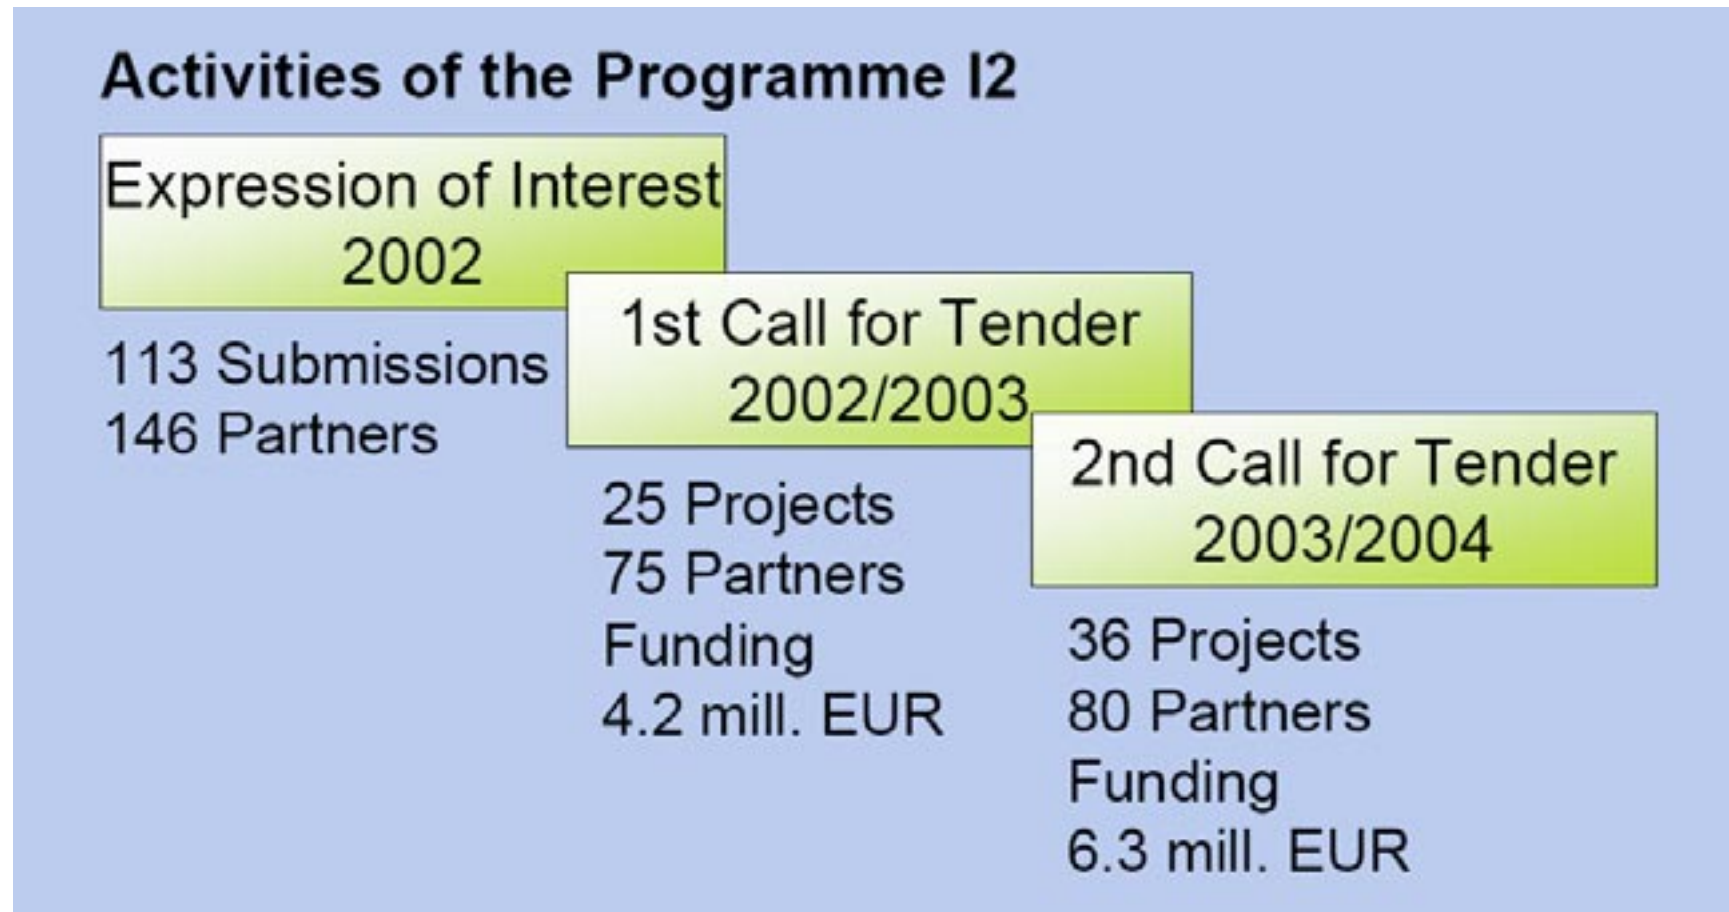 Activities of the Programme I2
Expression of Interest
2002
113 Submissions
146 Partners
1st Call for Tender
2002/2003
25 Projects
75 Partners
Funding
4.2 mill. EUR
2nd Call for Tender
2003/2004
36 Projects
80 Partners
Funding
6.3 mill. EUR